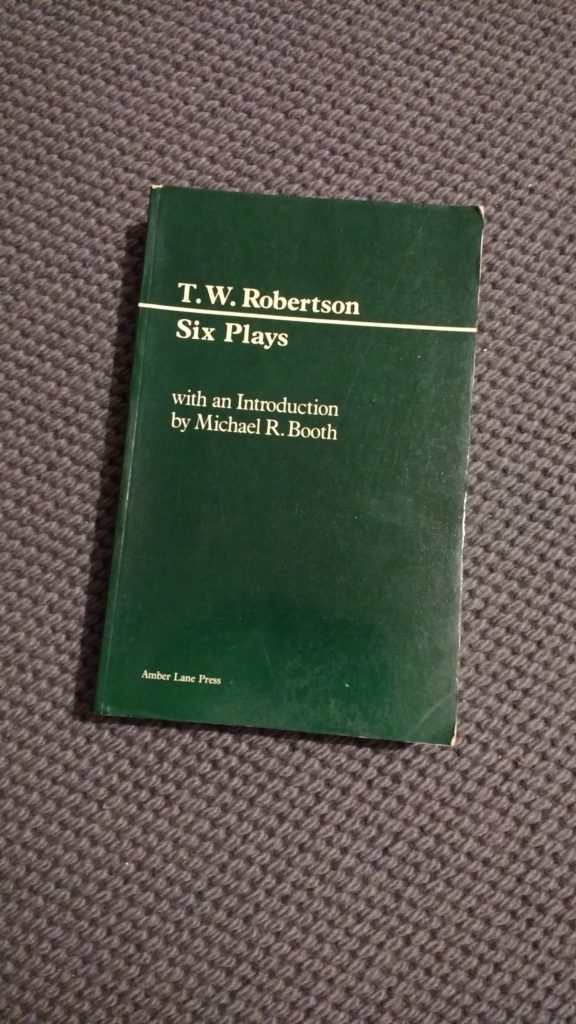 T. W. Robertson
Six Plays
with an Introduction
by Michael R. Booth
Amber Lane Press